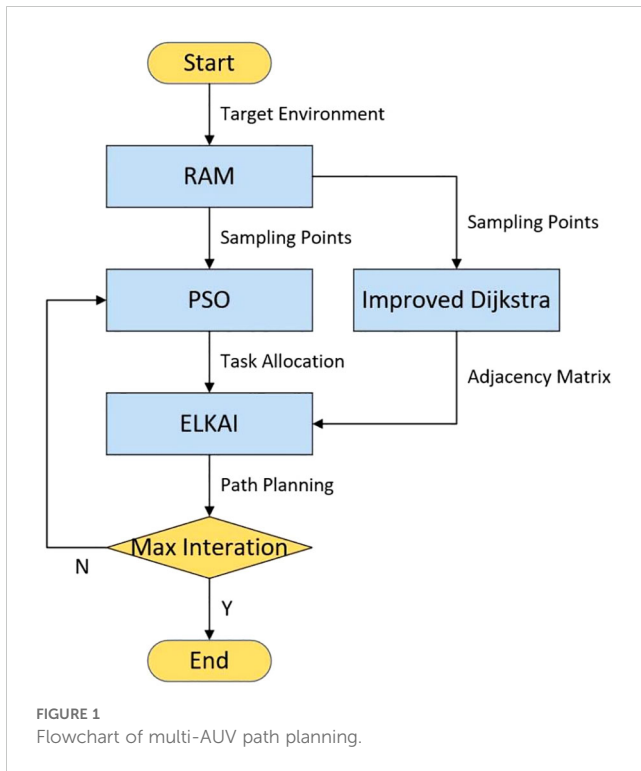 Start
Target Environment
RAM
Sampling Points
Sampling Points
PSO
Improved Dijkstra
Task Allocation
Adjacency Matrix
ELKAI
Path Planning
Max Interation
N
Y
End
FIGURE 1
Flowchart of multi-AUV path planning.